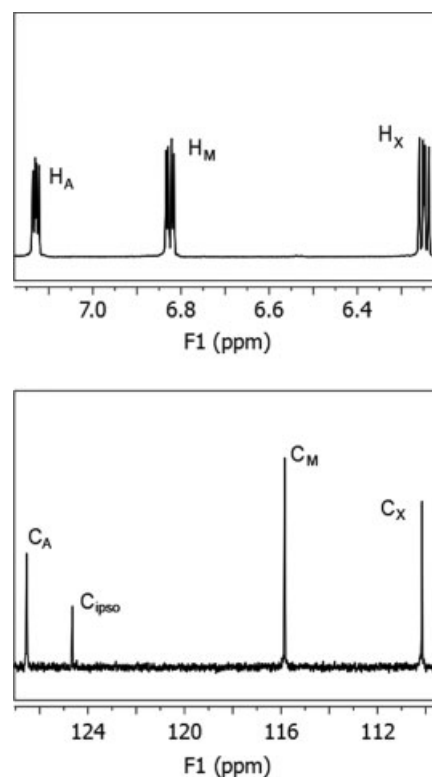 H_A
H_M
H_X
7.0 6.8 6.6 6.4
F1 (ppm)
C_M
C_X
C_A
C_ipso
124 120 116 112
F1 (ppm)